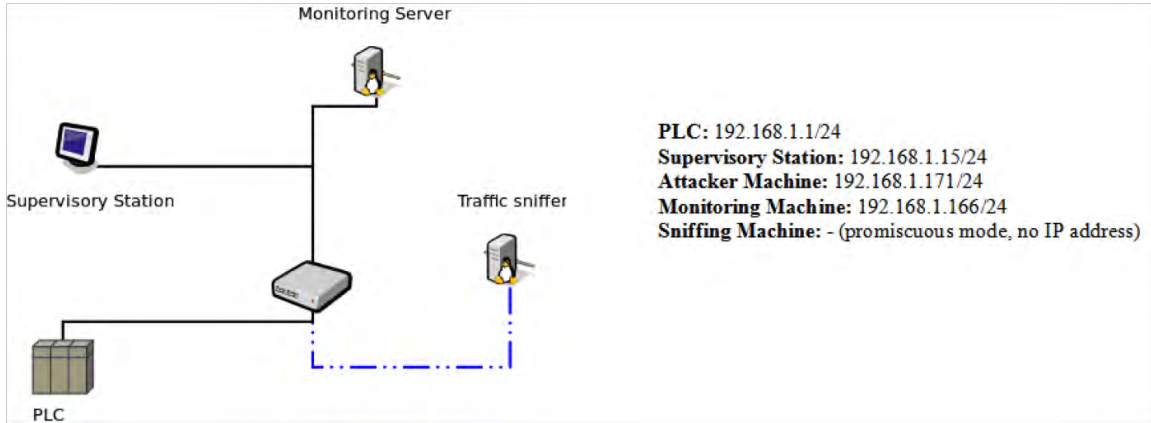 Monitoring Server
Supervisory Station
Traffic sniffer
PLC
PLC: 192.168.1.1/24
Supervisory Station: 192.168.1.15/24
Attacker Machine: 192.168.1.171/24
Monitoring Machine: 192.168.1.166/24
Sniffing Machine: - (promiscuous mode, no IP address)